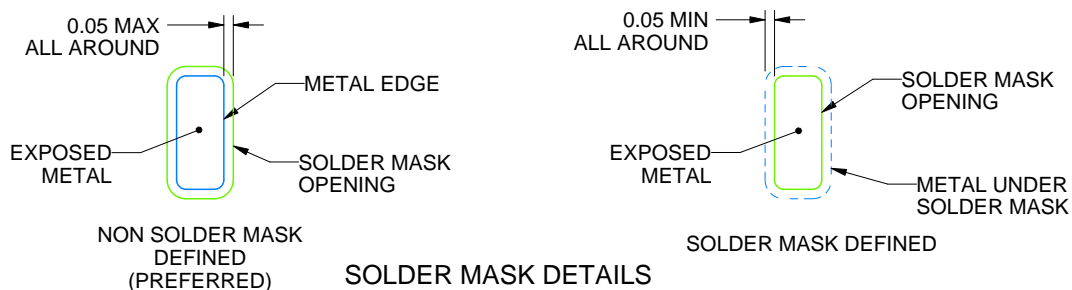 0.05 MAX
ALL AROUND
METAL EDGE
EXPOSED
METAL
SOLDER MASK
OPENING
NON SOLDER MASK
DEFINED
(PREFERRED)
0.05 MIN
ALL AROUND
SOLDER MASK
OPENING
EXPOSED
METAL
METAL UNDER
SOLDER MASK
SOLDER MASK DEFINED
SOLDER MASK DETAILS